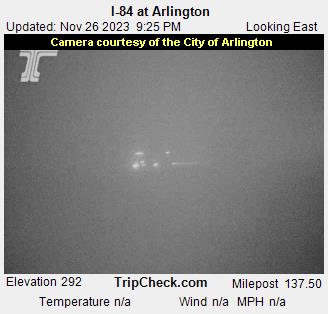 I-84 at Arlington
Updated: Nov 26 2023 9:25 PM Looking East
Camera courtesy of the City of Arlington
Elevation 292 TripCheck.com Milepost 137.50
Temperature n/a Wind n/a MPH n/a